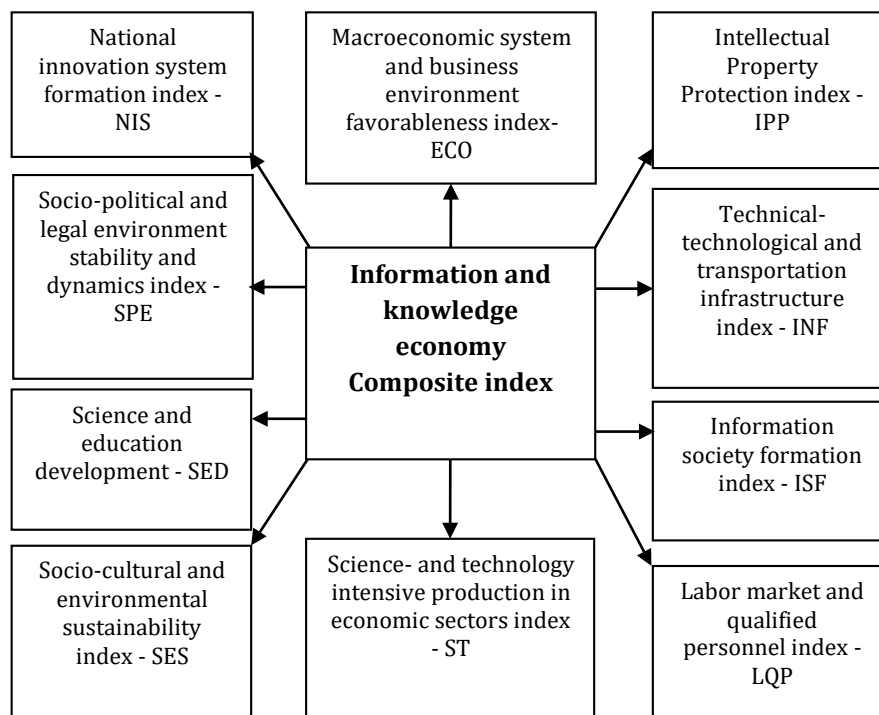 National
innovation system
formation index -
NIS
Macroeconomic system
and business
environment
favorableness index-
ECO
Intellectual
Property
Protection index -
IPP
Socio-political and
legal environment
stability and
dynamics index -
SPE
Information and
knowledge
economy
Composite index
Technical-
technological and
transportation
infrastructure
index - INF
Science and
education
development - SED
Information
society formation
index - ISF
Socio-cultural and
environmental
sustainability
index - SES
Science- and technology
intensive production in
economic sectors index
- ST
Labor market and
qualified
personnel index -
LQP